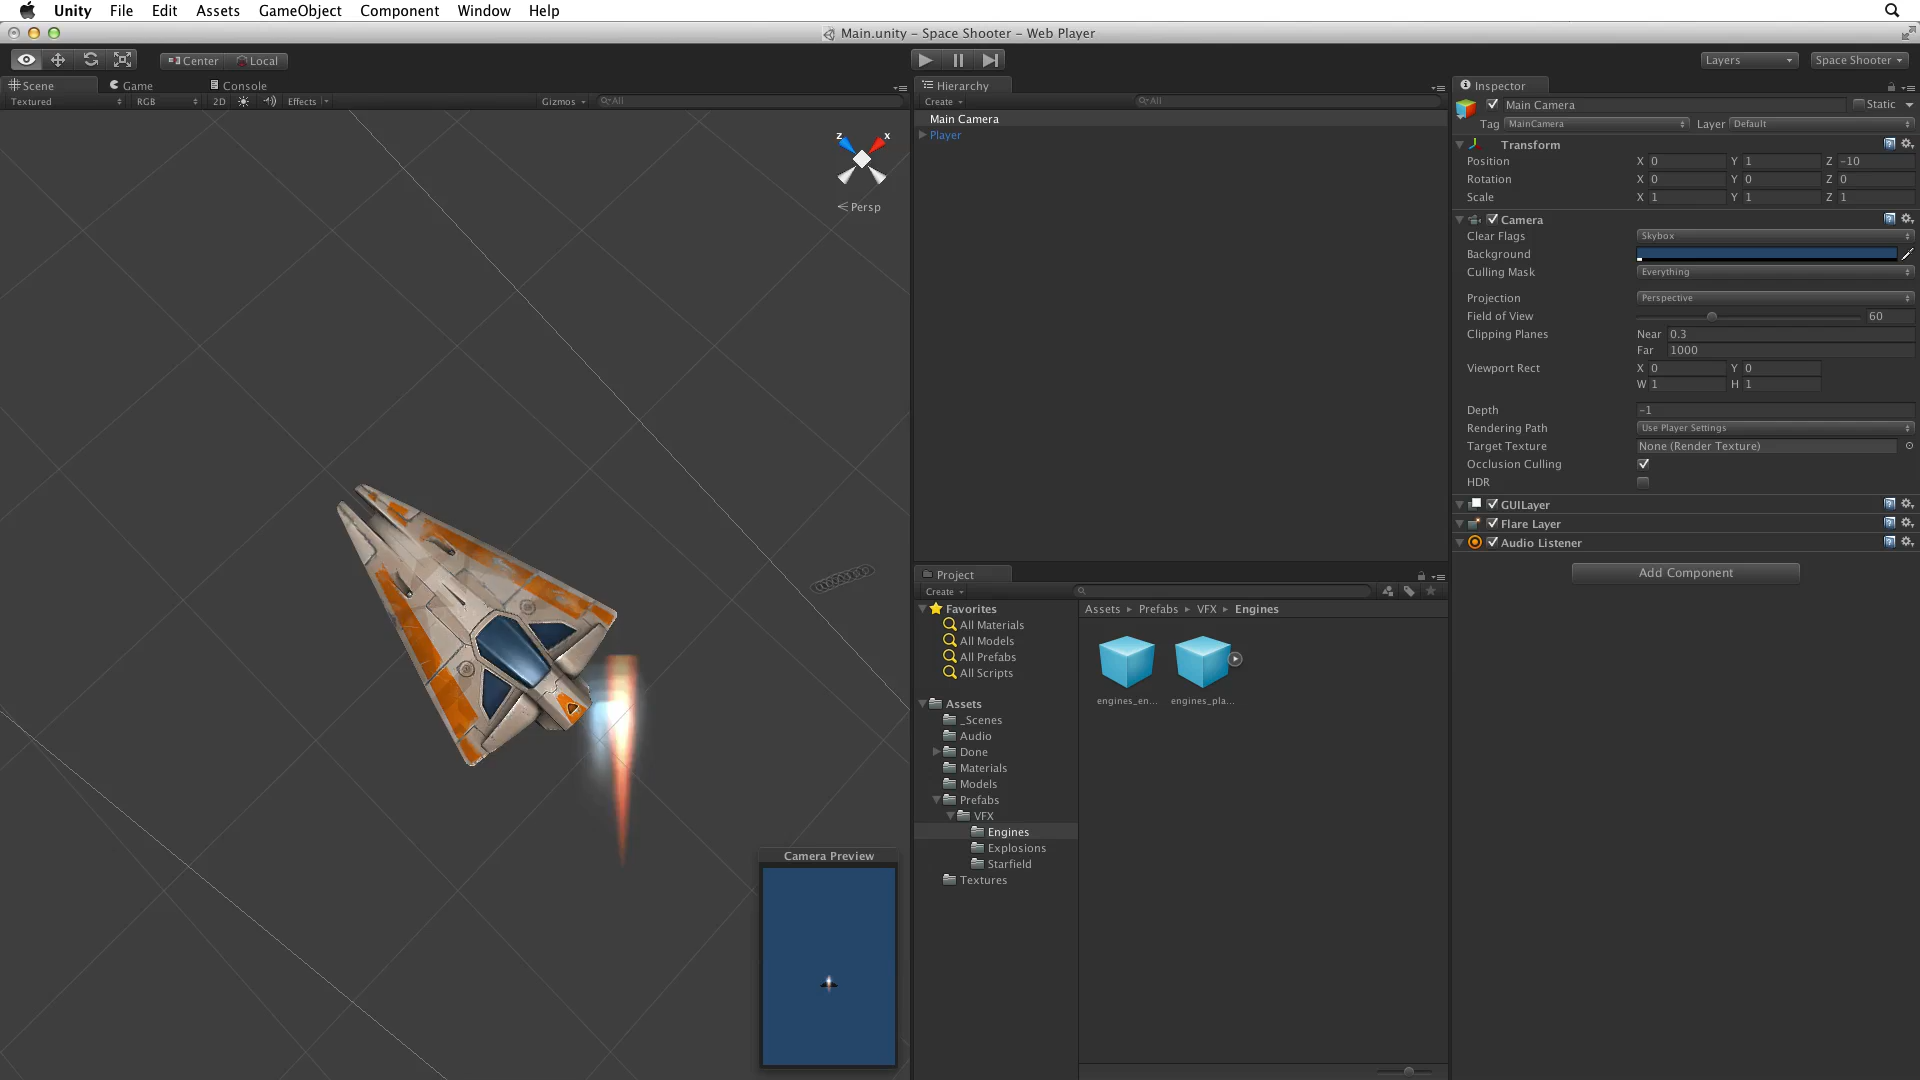 Unity File Edit Assets GameObject Component Window Help
Main.unity – Space Shooter – Web Player
Center Local
Layers Space Shooter
Scene Game Console
Textured RGB 2D Effects Gizmos All
z x
Persp
Camera Preview
Hierarchy
Create All
Main Camera
Player
Project
Create
Favorites
All Materials
All Models
All Prefabs
All Scripts
Assets
_Scenes
Audio
Done
Materials
Models
Prefabs
VFX
Engines
Explosions
Starfield
Textures
Assets Prefabs VFX Engines
engines_en... engines_pla...
Inspector
Main Camera Static
Tag MainCamera Layer Default
Transform
Position X 0 Y 1 Z -10
Rotation X 0 Y 0 Z 0
Scale X 1 Y 1 Z 1
Camera
Clear Flags Skybox
Background
Culling Mask Everything
Projection Perspective
Field of View 60
Clipping Planes Near 0.3
Far 1000
Viewport Rect X 0 Y 0
W 1 H 1
Depth -1
Rendering Path Use Player Settings
Target Texture None (Render Texture)
Occlusion Culling
HDR
GUILayer
Flare Layer
Audio Listener
Add Component